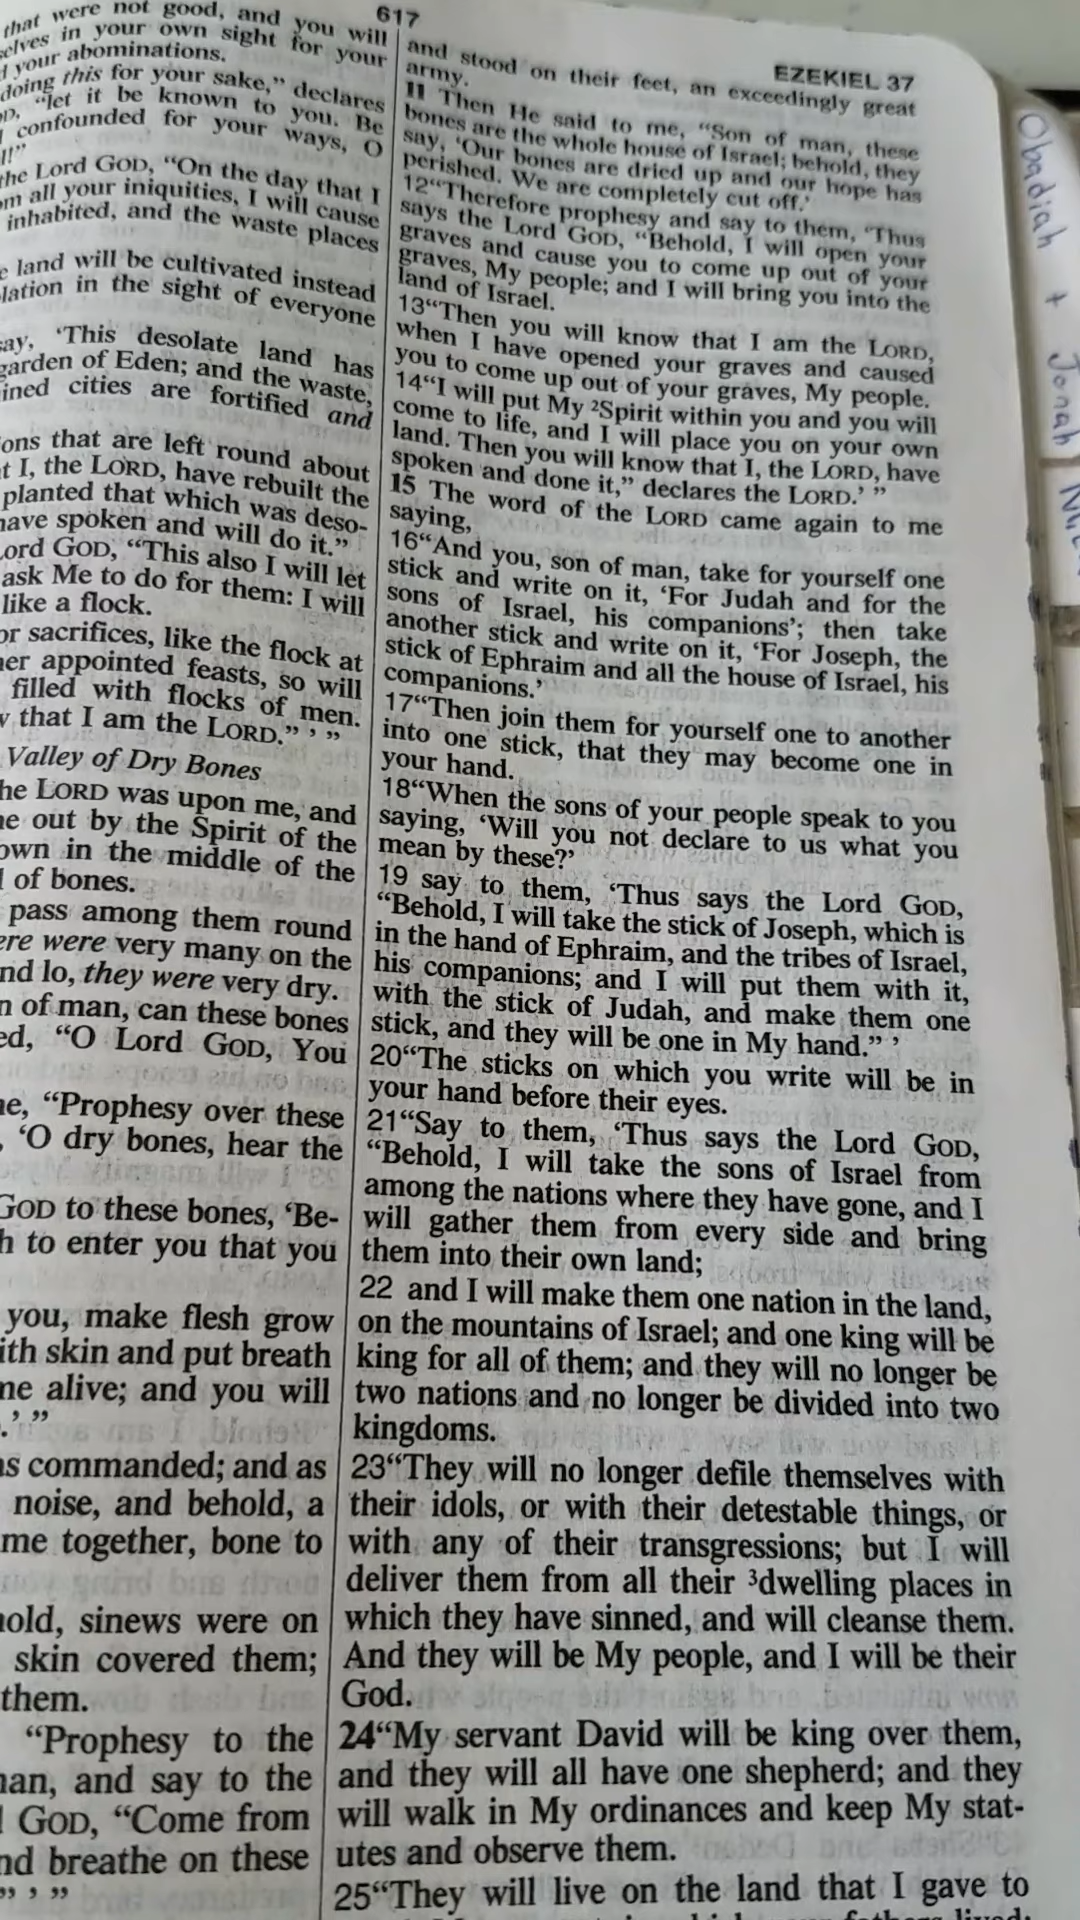 617
that were not good, and you will
selves in your own sight for your
your abominations.
doing this for your sake,” declares
“let it be known to you. Be
confounded for your ways, O
!”
the Lord GOD, “On the day that I
all your iniquities, I will cause
inhabited, and the waste places
land will be cultivated instead
lation in the sight of everyone
say, ‘This desolate land has
garden of Eden; and the waste,
ined cities are fortified and
ons that are left round about
t I, the LORD, have rebuilt the
planted that which was deso-
have spoken and will do it.”
Lord GOD, “This also I will let
ask Me to do for them: I will
like a flock.
or sacrifices, like the flock at
her appointed feasts, so will
filled with flocks of men.
that I am the LORD.” ’ ”
Valley of Dry Bones
he LORD was upon me, and
me out by the Spirit of the
own in the middle of the
of bones.
pass among them round
ere were very many on the
nd lo, they were very dry.
n of man, can these bones
ed, “O Lord GOD, You
me, “Prophesy over these
‘O dry bones, hear the
GOD to these bones, ‘Be-
h to enter you that you
you, make flesh grow
ith skin and put breath
me alive; and you will
.’ ”
as commanded; and as
noise, and behold, a
me together, bone to
hold, sinews were on
skin covered them;
them.
“Prophesy to the
man, and say to the
GOD, “Come from
nd breathe on these
” ’ ”
EZEKIEL 37
and stood on their feet, an exceedingly great
army.
11 Then He said to me, “Son of man, these
bones are the whole house of Israel; behold, they
say, ‘Our bones are dried up and our hope has
perished. We are completely cut off.’
12“Therefore prophesy and say to them, ‘Thus
says the Lord GOD, “Behold, I will open your
graves and cause you to come up out of your
graves, My people; and I will bring you into the
land of Israel.
13“Then you will know that I am the LORD,
when I have opened your graves and caused
you to come up out of your graves, My people.
14“I will put My ²Spirit within you and you will
come to life, and I will place you on your own
land. Then you will know that I, the LORD, have
spoken and done it,” declares the LORD.’ ”
15 The word of the LORD came again to me
saying,
16“And you, son of man, take for yourself one
stick and write on it, ‘For Judah and for the
sons of Israel, his companions’; then take
another stick and write on it, ‘For Joseph, the
stick of Ephraim and all the house of Israel, his
companions.’
17“Then join them for yourself one to another
into one stick, that they may become one in
your hand.
18“When the sons of your people speak to you
saying, ‘Will you not declare to us what you
mean by these?’
19 say to them, ‘Thus says the Lord GOD,
“Behold, I will take the stick of Joseph, which is
in the hand of Ephraim, and the tribes of Israel,
his companions; and I will put them with it,
with the stick of Judah, and make them one
stick, and they will be one in My hand.” ’
20“The sticks on which you write will be in
your hand before their eyes.
21“Say to them, ‘Thus says the Lord GOD,
“Behold, I will take the sons of Israel from
among the nations where they have gone, and I
will gather them from every side and bring
them into their own land;
22 and I will make them one nation in the land,
on the mountains of Israel; and one king will be
king for all of them; and they will no longer be
two nations and no longer be divided into two
kingdoms.
23“They will no longer defile themselves with
their idols, or with their detestable things, or
with any of their transgressions; but I will
deliver them from all their ³dwelling places in
which they have sinned, and will cleanse them.
And they will be My people, and I will be their
God.
24“My servant David will be king over them,
and they will all have one shepherd; and they
will walk in My ordinances and keep My stat-
utes and observe them.
25“They will live on the land that I gave to
Obadiah + Jonah